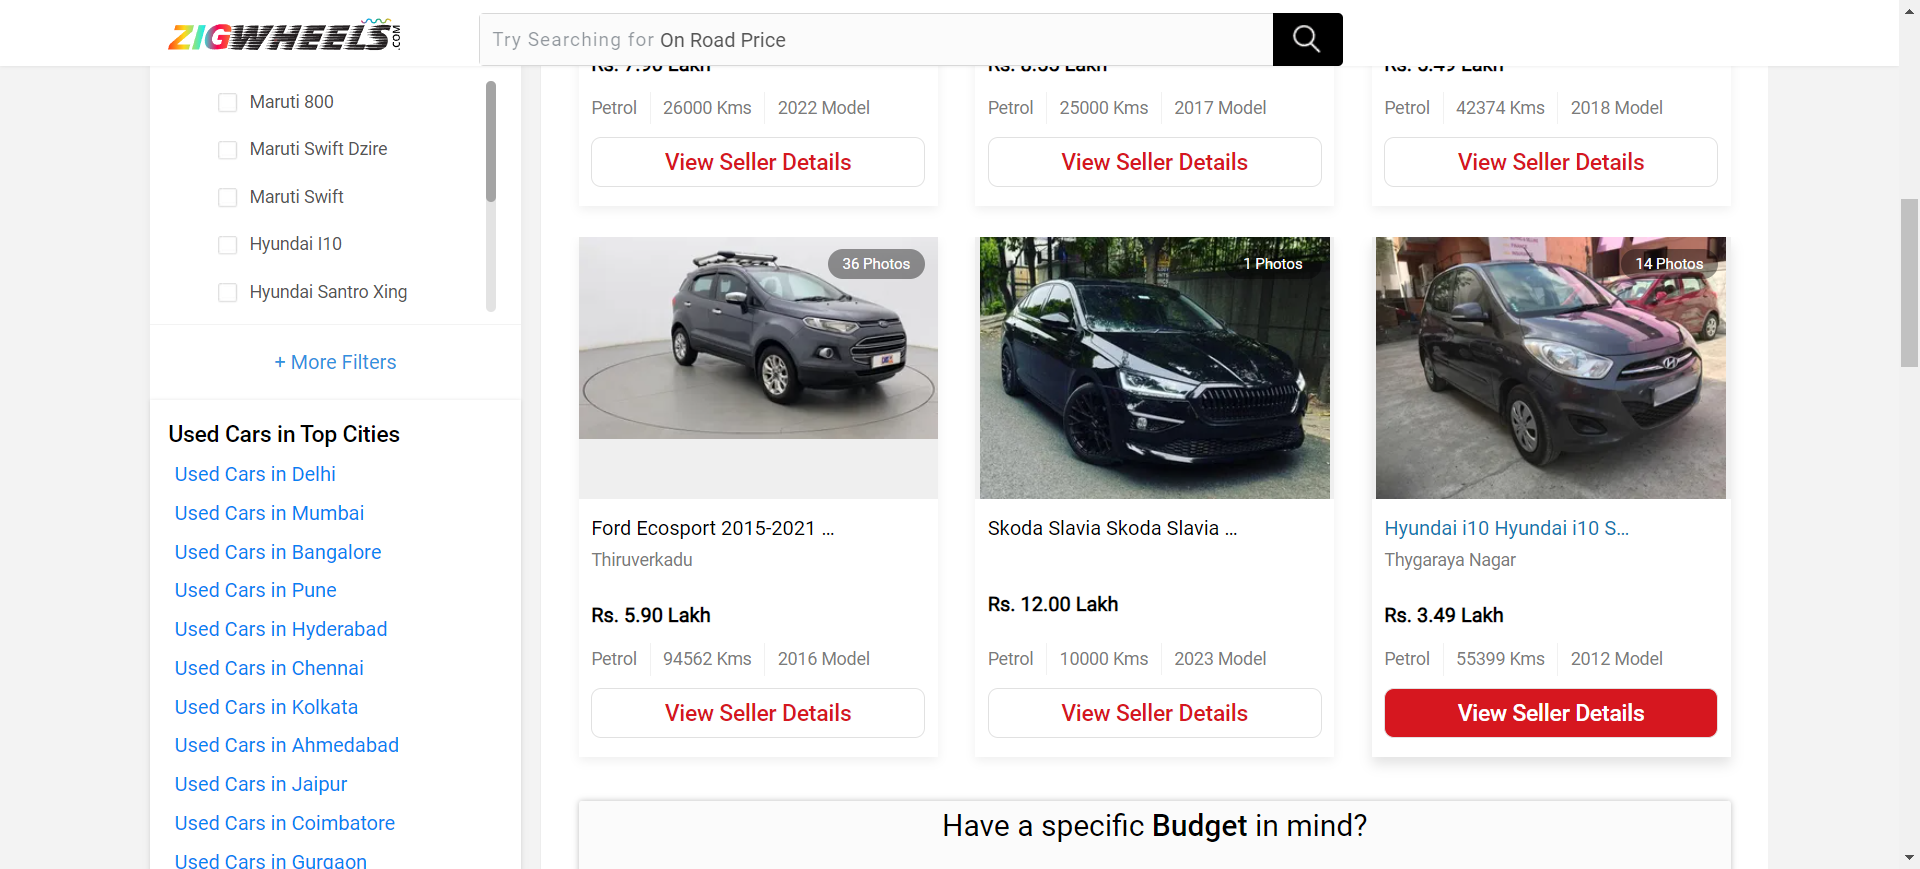 ZIGWHEELS.COM
Try Searching for On Road Price
Maruti 800
Maruti Swift Dzire
Maruti Swift
Hyundai I10
Hyundai Santro Xing
+ More Filters
Used Cars in Top Cities
Used Cars in Delhi
Used Cars in Mumbai
Used Cars in Bangalore
Used Cars in Pune
Used Cars in Hyderabad
Used Cars in Chennai
Used Cars in Kolkata
Used Cars in Ahmedabad
Used Cars in Jaipur
Used Cars in Coimbatore
Used Cars in Gurgaon
Petrol 26000 Kms 2022 Model
View Seller Details
Petrol 25000 Kms 2017 Model
View Seller Details
Petrol 42374 Kms 2018 Model
View Seller Details
36 Photos
Ford Ecosport 2015-2021 ...
Thiruverkadu
Rs. 5.90 Lakh
Petrol 94562 Kms 2016 Model
View Seller Details
1 Photos
Skoda Slavia Skoda Slavia ...
Rs. 12.00 Lakh
Petrol 10000 Kms 2023 Model
View Seller Details
14 Photos
Hyundai i10 Hyundai i10 S...
Thygaraya Nagar
Rs. 3.49 Lakh
Petrol 55399 Kms 2012 Model
View Seller Details
Have a specific Budget in mind?